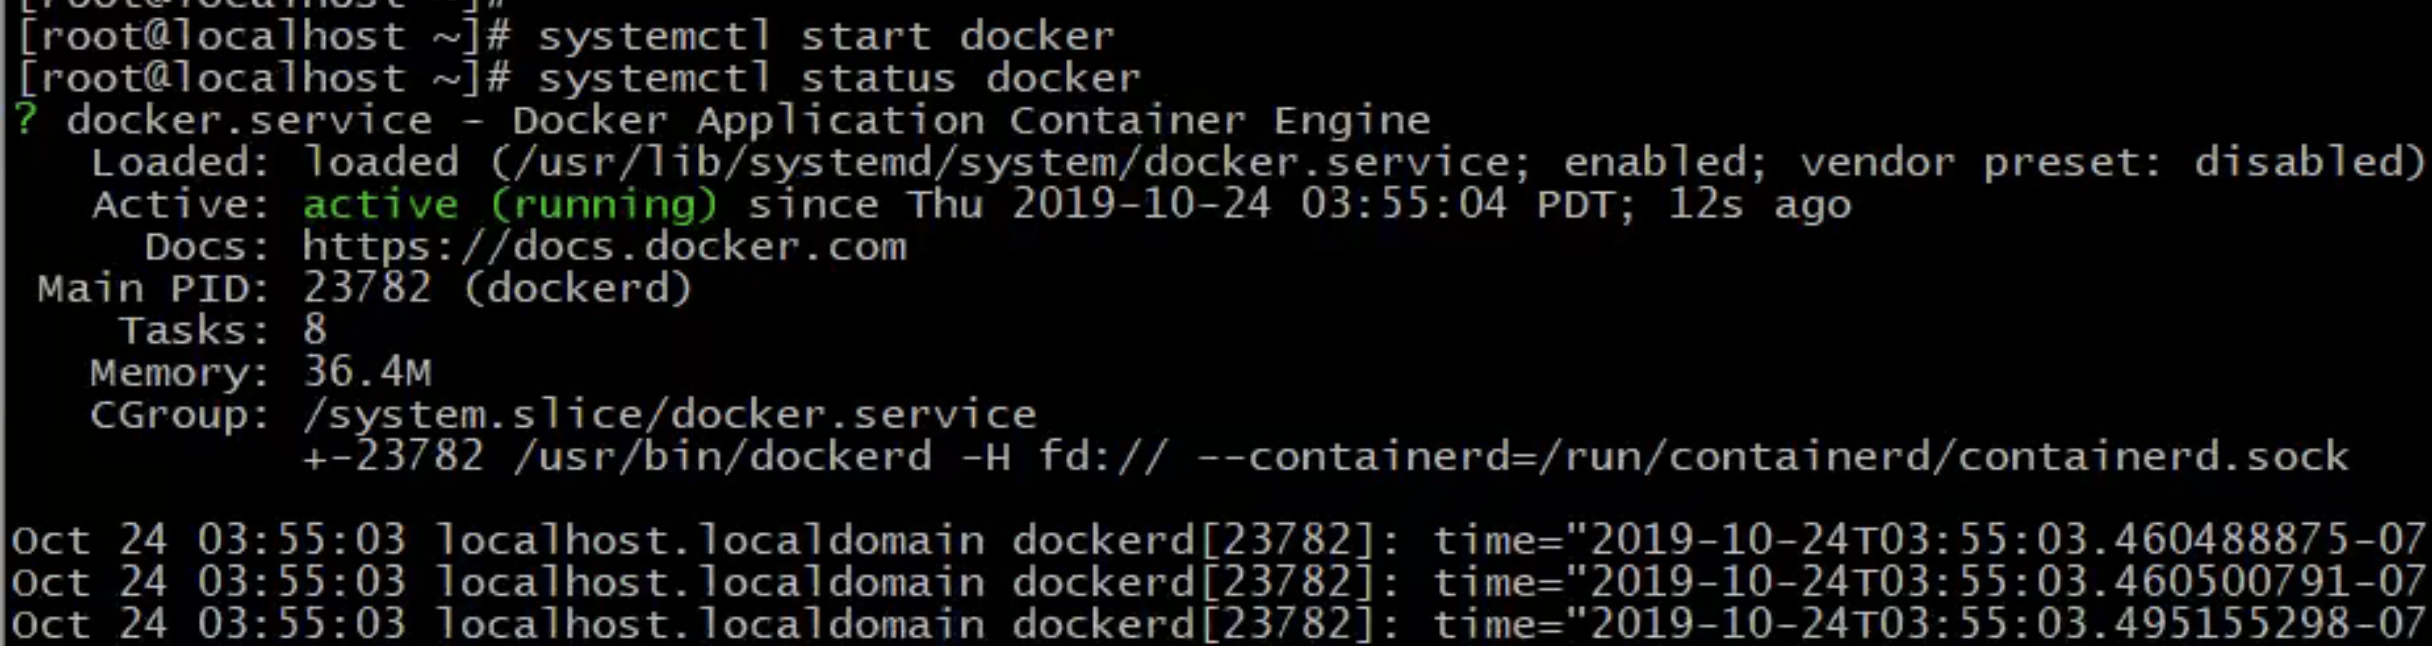 [root@localhost ~]#
[root@localhost ~]# systemctl start docker
[root@localhost ~]# systemctl status docker
? docker.service - Docker Application Container Engine
   Loaded: loaded (/usr/lib/systemd/system/docker.service; enabled; vendor preset: disabled)
   Active: active (running) since Thu 2019-10-24 03:55:04 PDT; 12s ago
     Docs: https://docs.docker.com
 Main PID: 23782 (dockerd)
    Tasks: 8
   Memory: 36.4M
   CGroup: /system.slice/docker.service
           +-23782 /usr/bin/dockerd -H fd:// --containerd=/run/containerd/containerd.sock
Oct 24 03:55:03 localhost.localdomain dockerd[23782]: time="2019-10-24T03:55:03.460488875-07
Oct 24 03:55:03 localhost.localdomain dockerd[23782]: time="2019-10-24T03:55:03.460500791-07
Oct 24 03:55:03 localhost.localdomain dockerd[23782]: time="2019-10-24T03:55:03.495155298-07